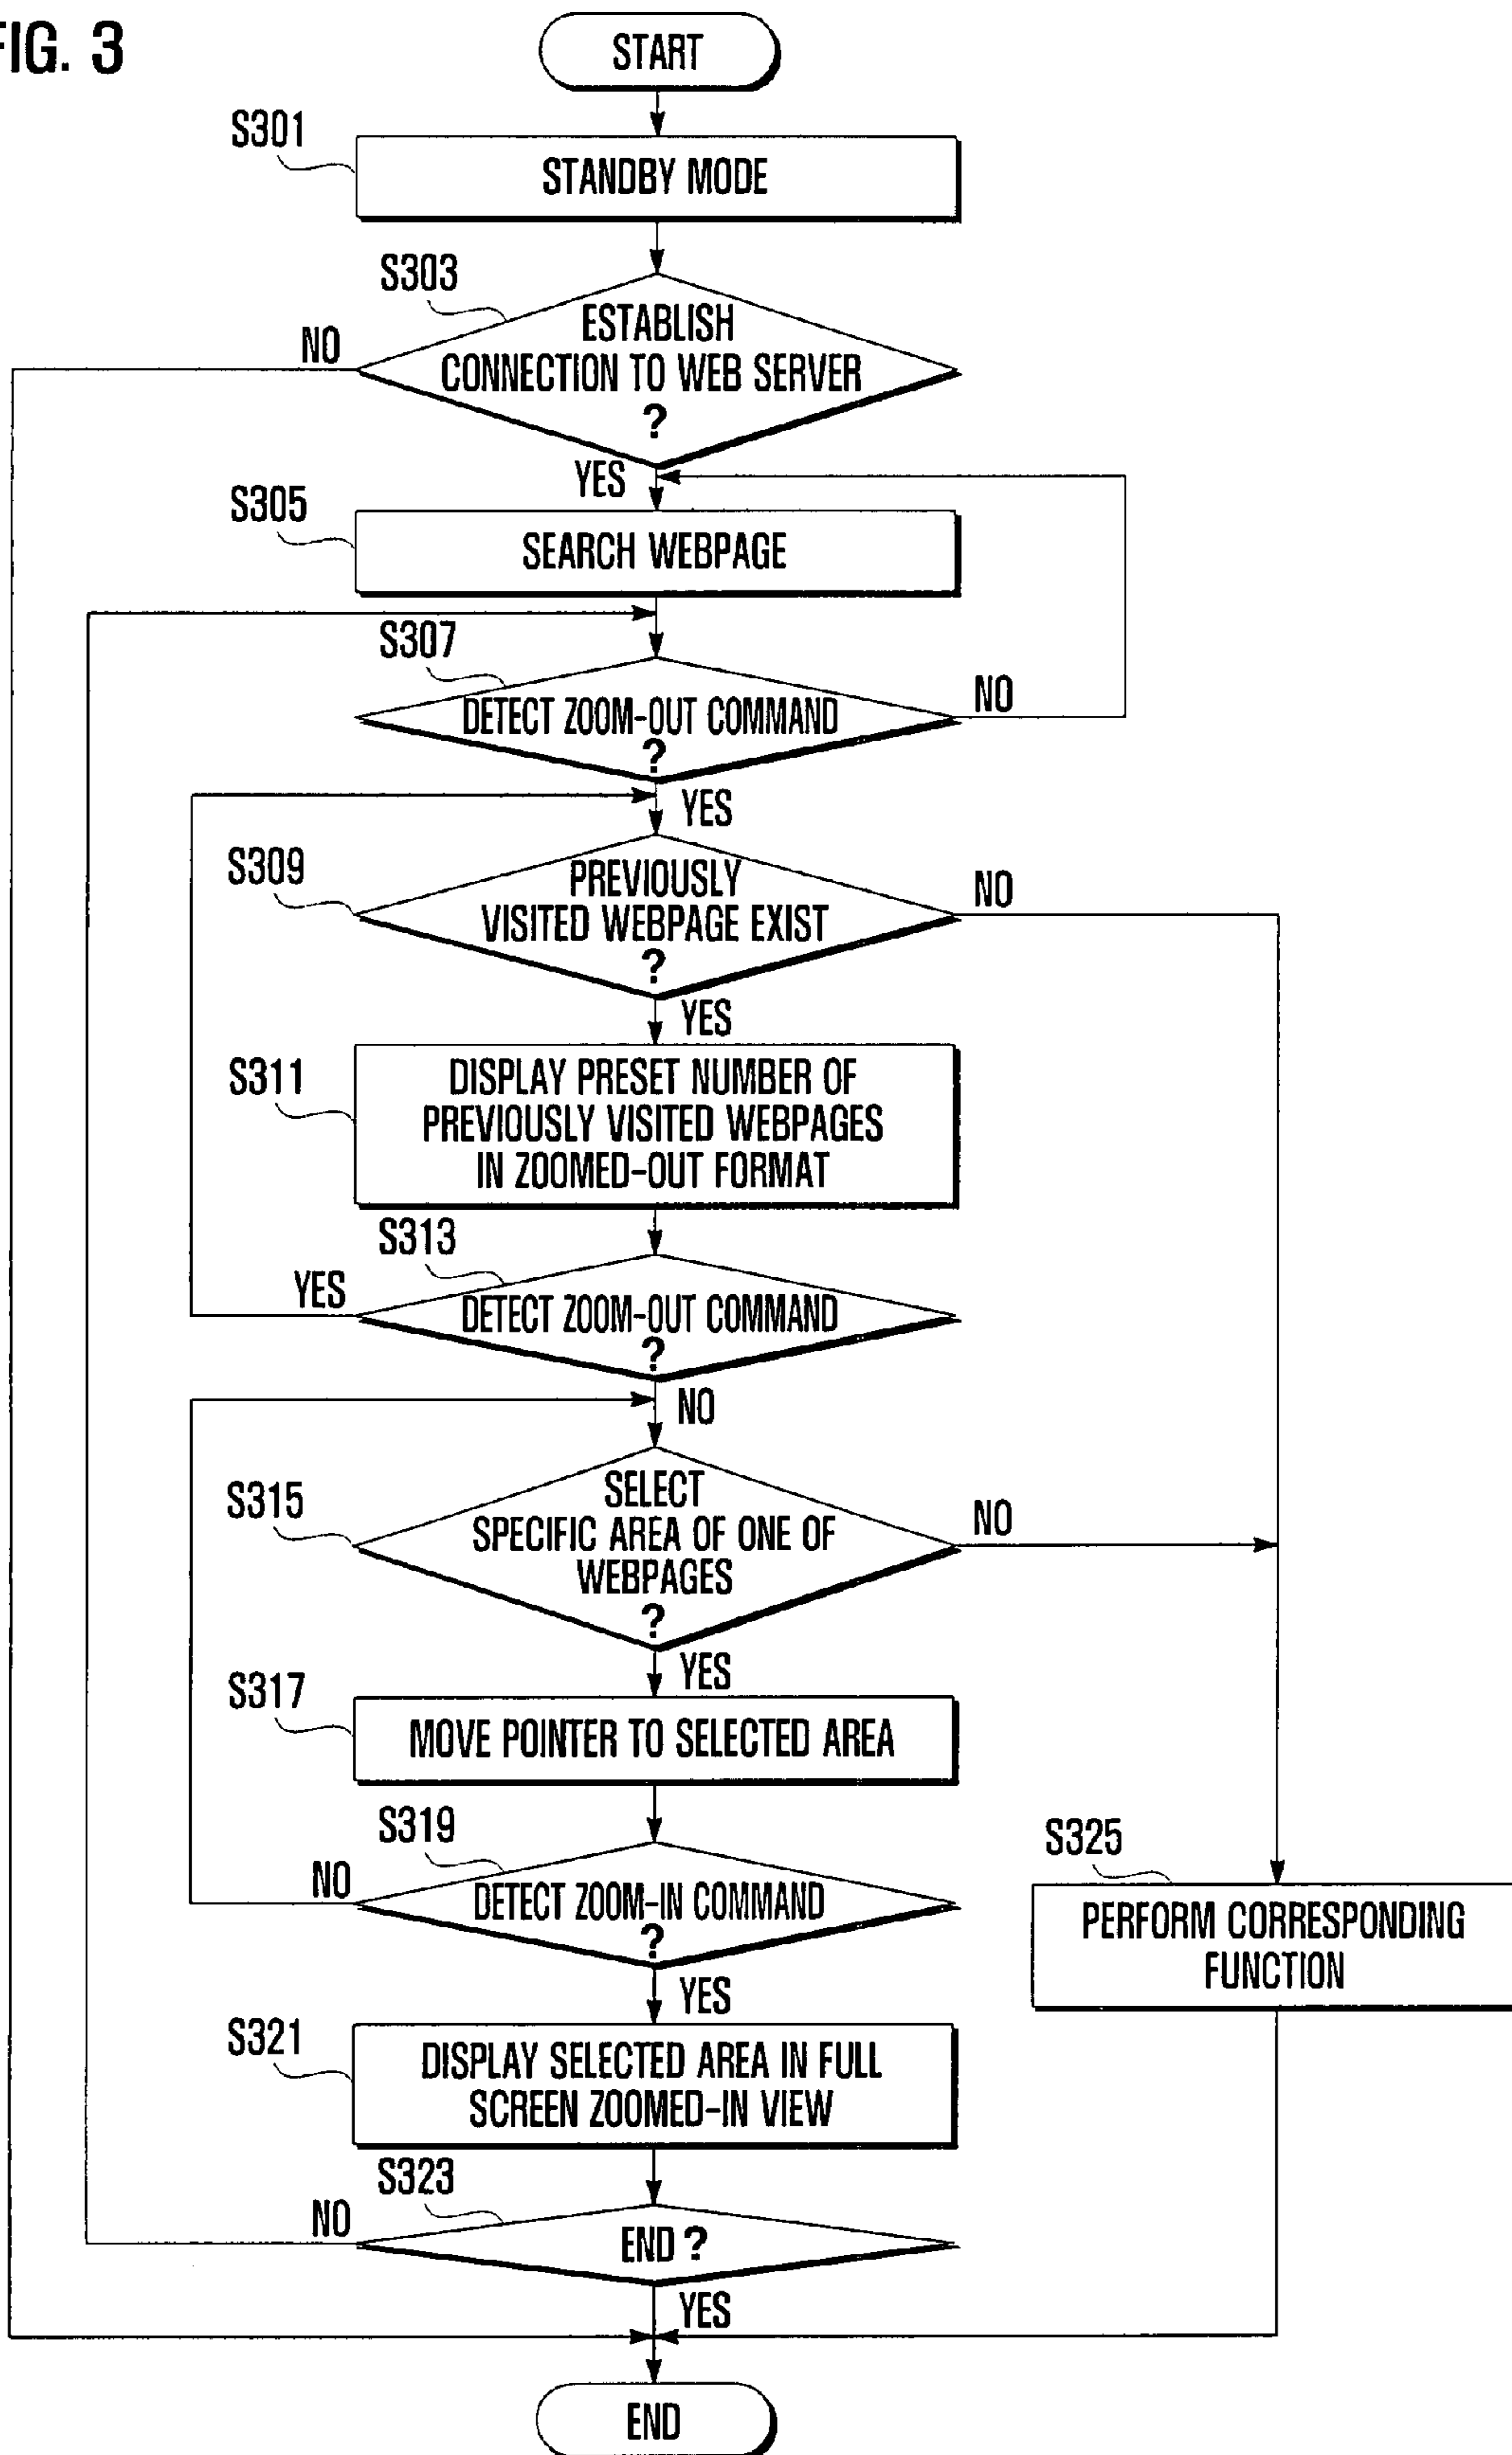 FIG. 3
START
S301
STANDBY MODE
S303
ESTABLISH
CONNECTION TO WEB SERVER
?
NO
YES
S305
SEARCH WEBPAGE
S307
DETECT ZOOM-OUT COMMAND
?
NO
YES
S309
PREVIOUSLY
VISITED WEBPAGE EXIST
?
NO
YES
S311
DISPLAY PRESET NUMBER OF
PREVIOUSLY VISITED WEBPAGES
IN ZOOMED-OUT FORMAT
S313
DETECT ZOOM-OUT COMMAND
?
YES
NO
S315
SELECT
SPECIFIC AREA OF ONE OF
WEBPAGES
?
NO
YES
S317
MOVE POINTER TO SELECTED AREA
S319
DETECT ZOOM-IN COMMAND
?
NO
YES
S325
PERFORM CORRESPONDING
FUNCTION
S321
DISPLAY SELECTED AREA IN FULL
SCREEN ZOOMED-IN VIEW
S323
END ?
NO
YES
END